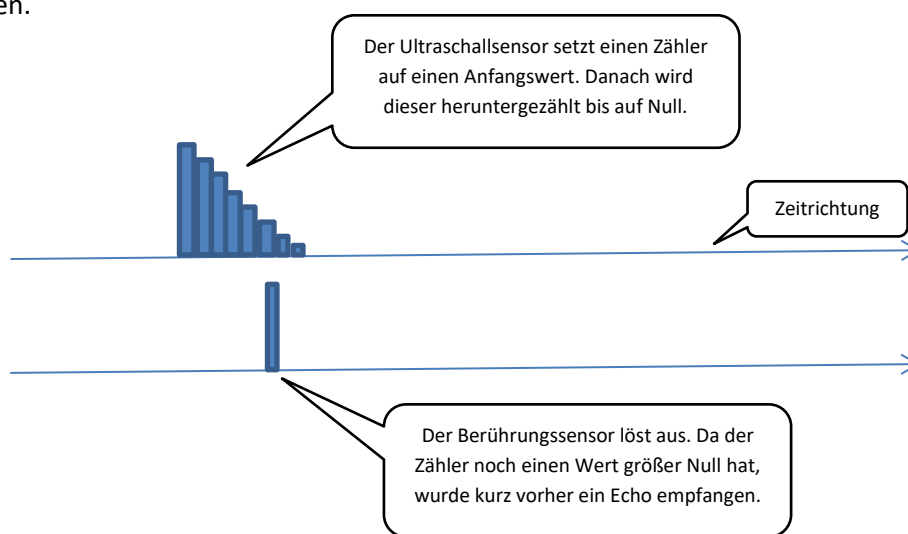 en.
Der Ultraschallsensor setzt einen Zähler
auf einen Anfangswert. Danach wird
dieser heruntergezählt bis auf Null.
Zeitrichtung
Der Berührungssensor löst aus. Da der
Zähler noch einen Wert größer Null hat,
wurde kurz vorher ein Echo empfangen.